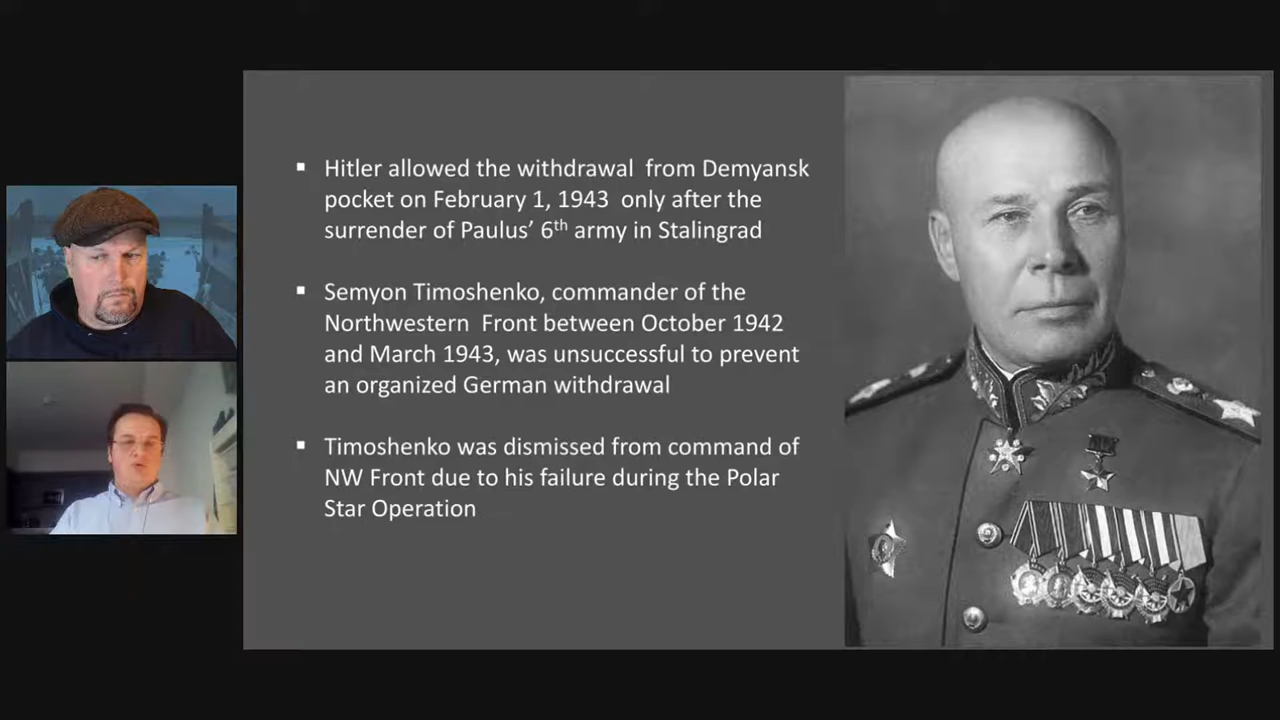 Hitler allowed the withdrawal from Demyansk
pocket on February 1, 1943 only after the
surrender of Paulus’ 6th army in Stalingrad
Semyon Timoshenko, commander of the
Northwestern Front between October 1942
and March 1943, was unsuccessful to prevent
an organized German withdrawal
Timoshenko was dismissed from command of
NW Front due to his failure during the Polar
Star Operation